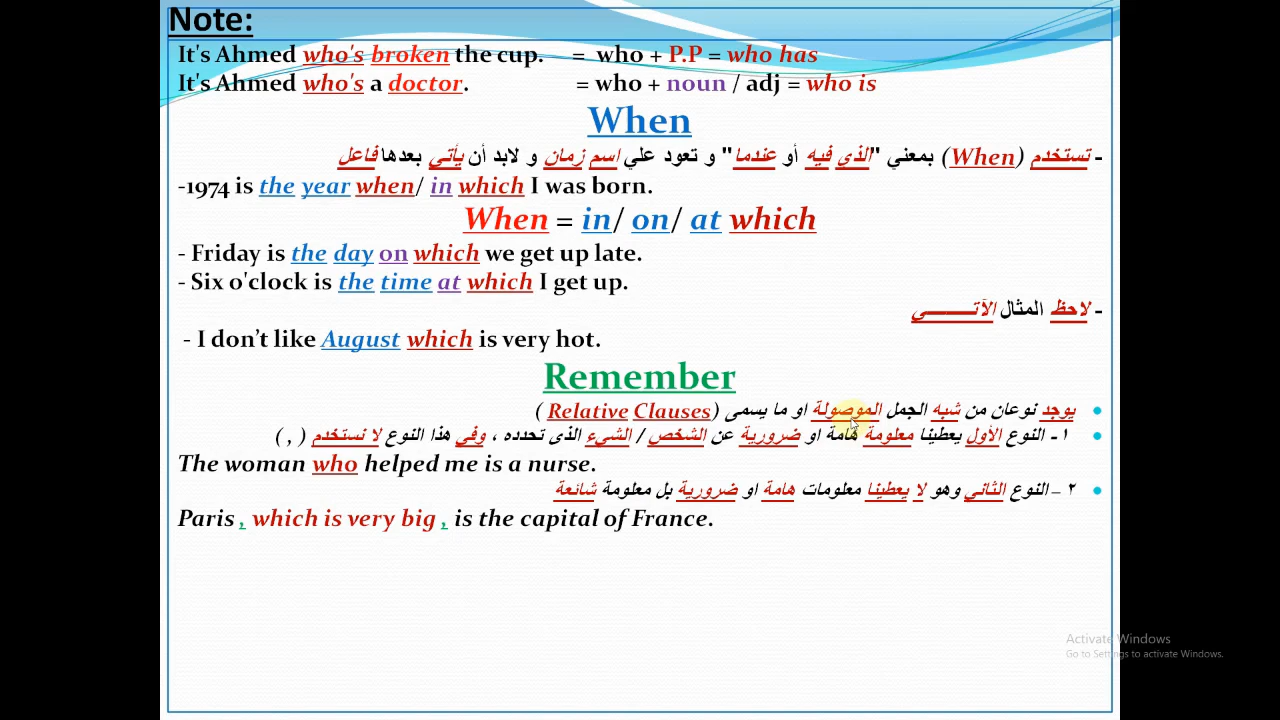 Note:
It's Ahmed who's broken the cup. = who + P.P = who has
It's Ahmed who's a doctor. = who + noun / adj = who is
When
- تستخدم (When) بمعني "الذي فيه أو عندما" و تعود علي اسم زمان و لابد أن يأتي بعدها فاعل
-1974 is the year when/ in which I was born.
When = in/ on/ at which
- Friday is the day on which we get up late.
- Six o'clock is the time at which I get up.
- لاحظ المثال الآتـــــــــي
- I don’t like August which is very hot.
Remember
• يوجد نوعان من شبه الجمل الموصولة او ما يسمى (Relative Clauses )
• ١- النوع الأول يعطينا معلومة هامة او ضرورية عن الشخص / الشيء الذى تحدده ، وفي هذا النوع لا نستخدم ( , )
The woman who helped me is a nurse.
• ٢ – النوع الثاني وهو لا يعطينا معلومات هامة او ضرورية بل معلومة شائعة
Paris , which is very big , is the capital of France.
Activate Windows
Go to Settings to activate Windows.